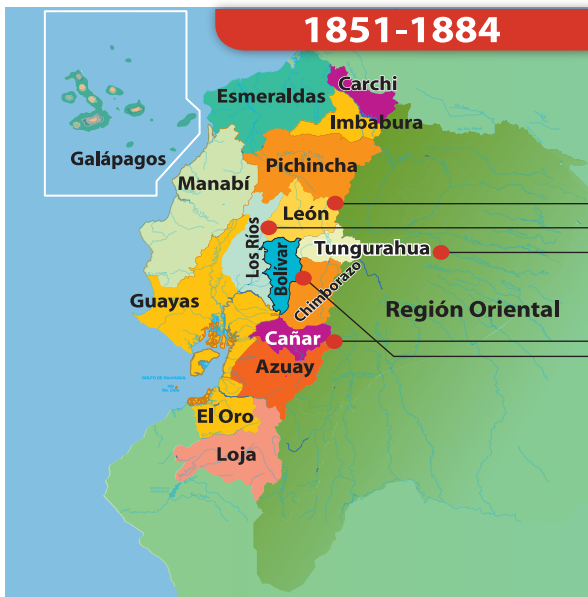 1851-1884
Carchi
Esmeraldas
Imbabura
Galápagos
Pichincha
Manabí
León
Los Ríos
Tungurahua
Bolívar
Chimborazo
Guayas
Región Oriental
Cañar
Azuay
El Oro
Loja